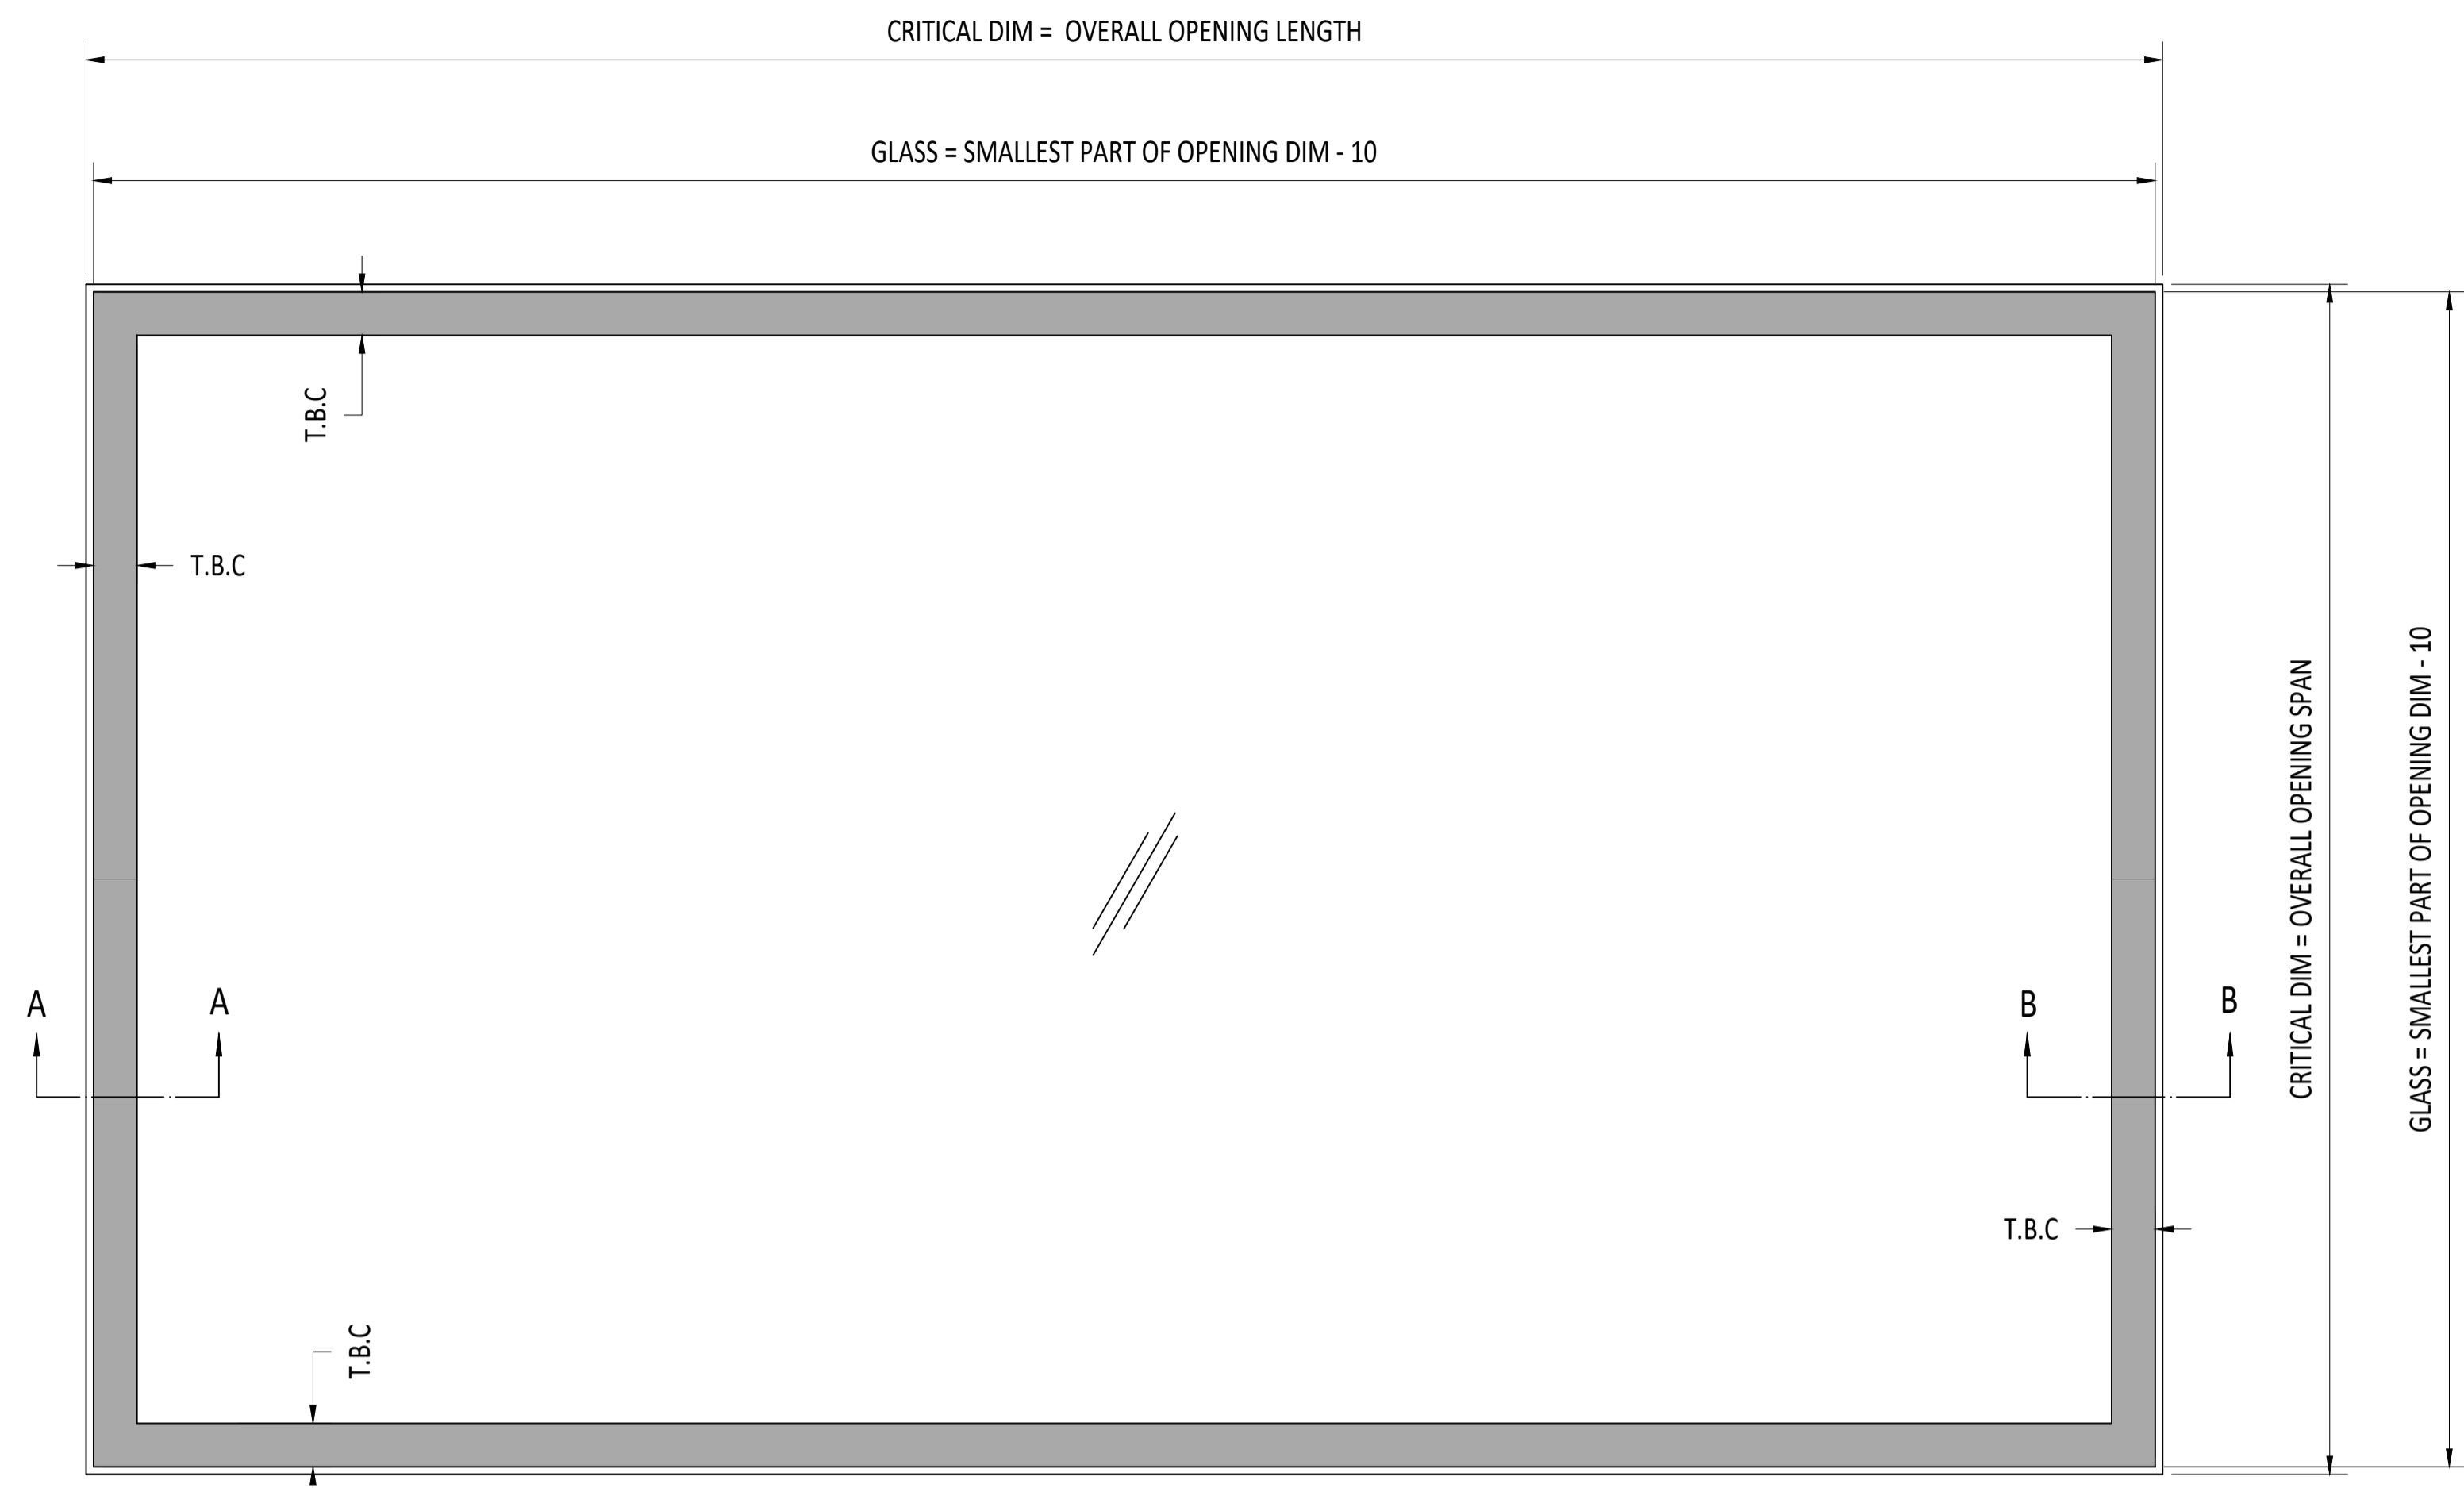 CRITICAL DIM = OVERALL OPENING LENGTH
GLASS = SMALLEST PART OF OPENING DIM - 10
T.B.C
T.B.C
CRITICAL DIM = OVERALL OPENING SPAN
GLASS = SMALLEST PART OF OPENING DIM - 10
A
A
B
B
T.B.C
T.B.C